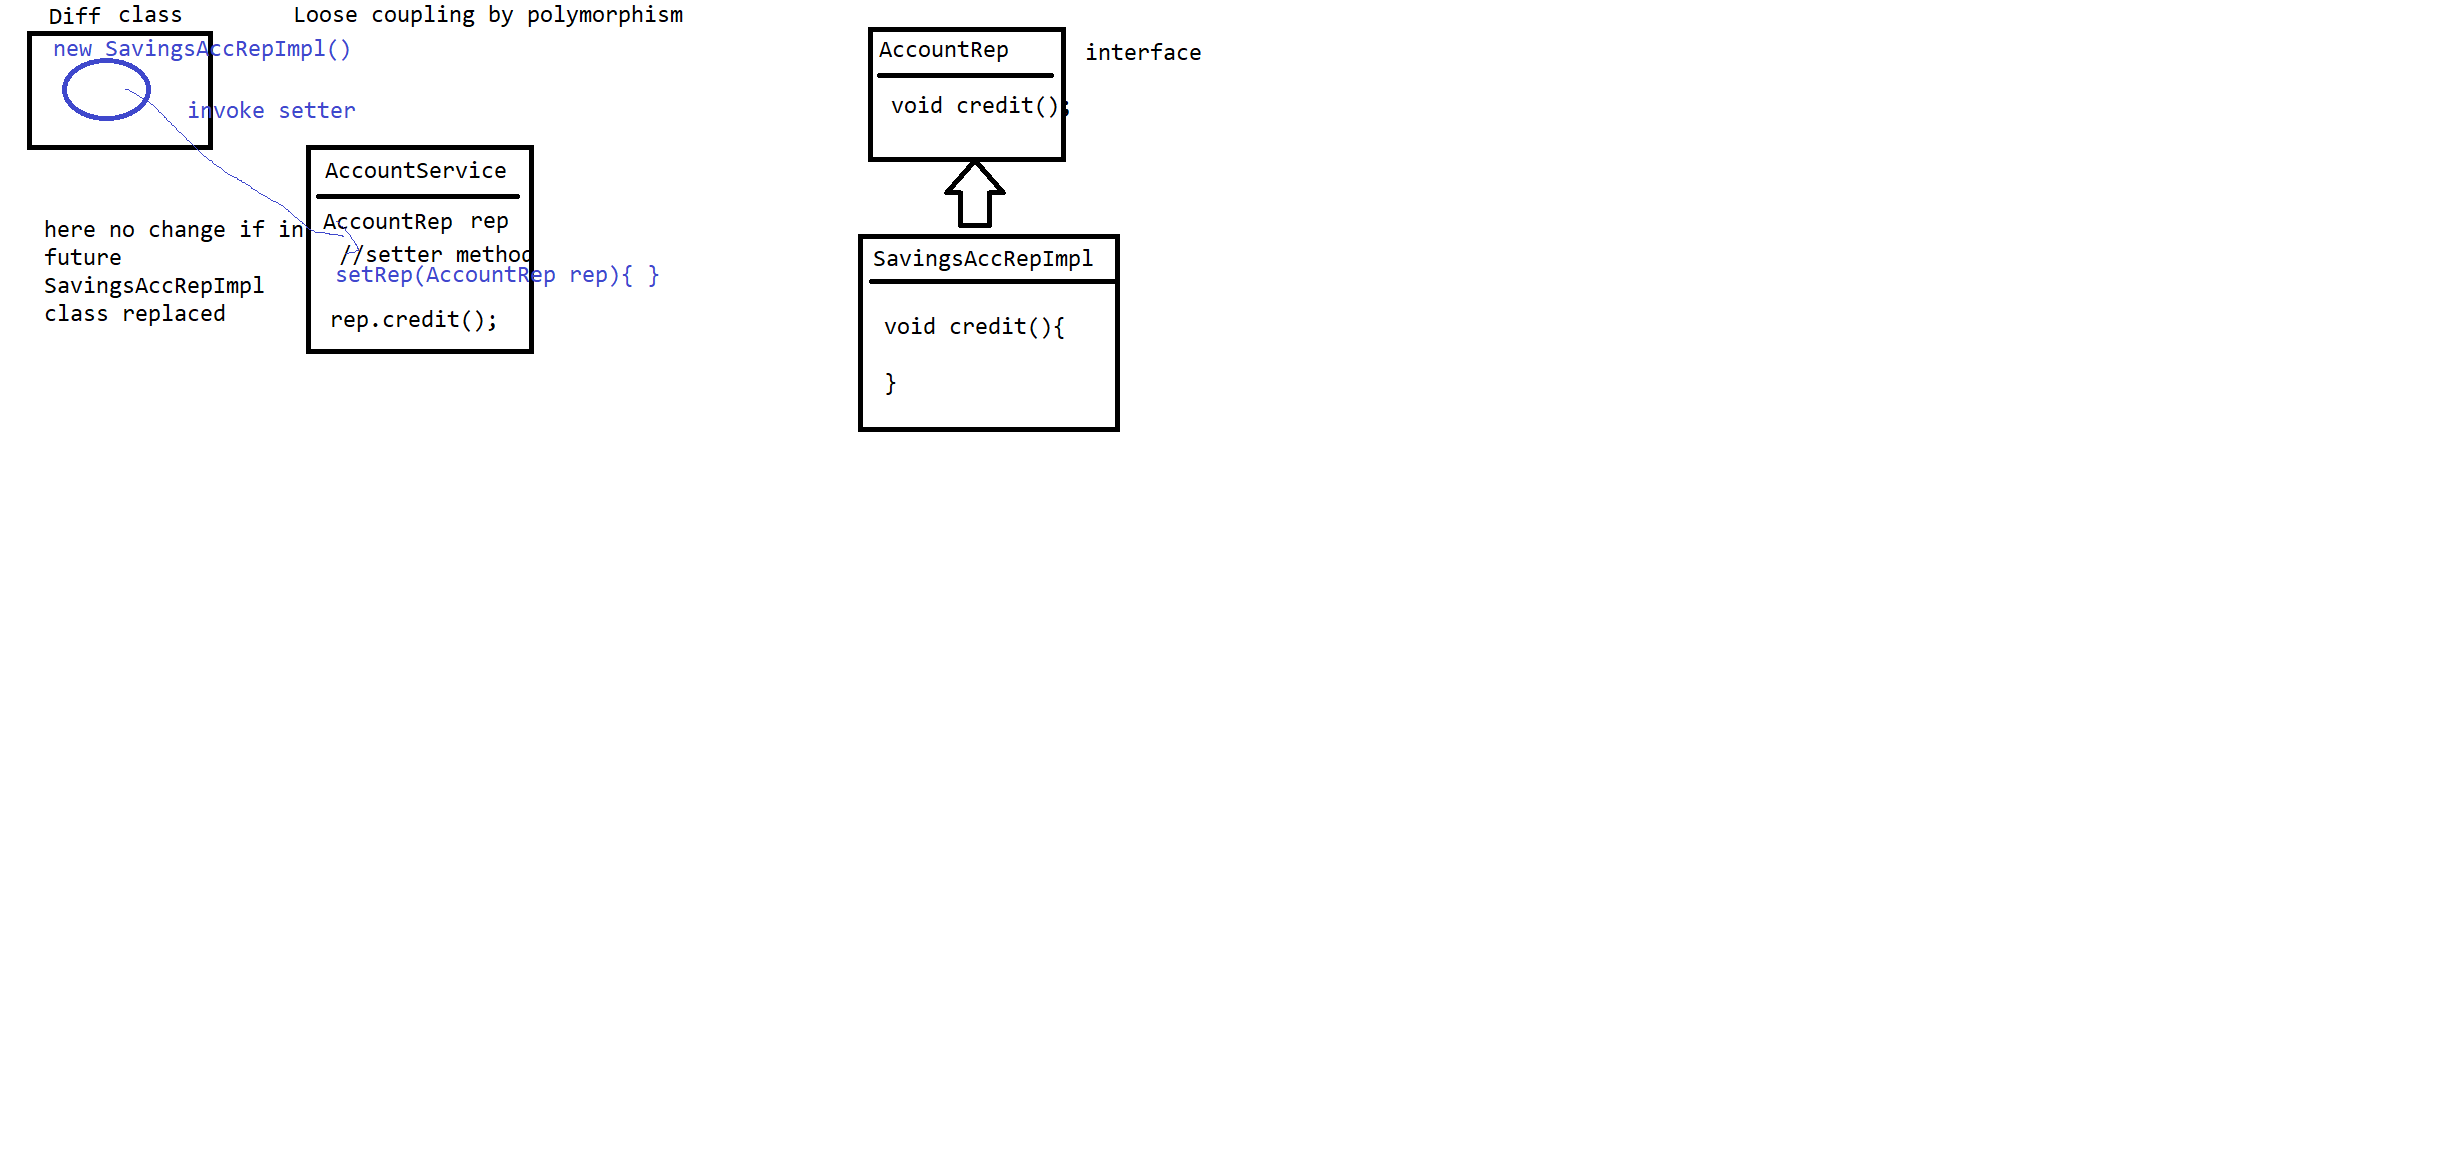 Diff class
Loose coupling by polymorphism
new SavingsAccRepImpl()
invoke setter
AccountService
AccountRep rep
//setter method
setRep(AccountRep rep){ }
rep.credit();
here no change if in
future
SavingsAccRepImpl
class replaced
AccountRep
interface
void credit();
SavingsAccRepImpl
void credit(){
}